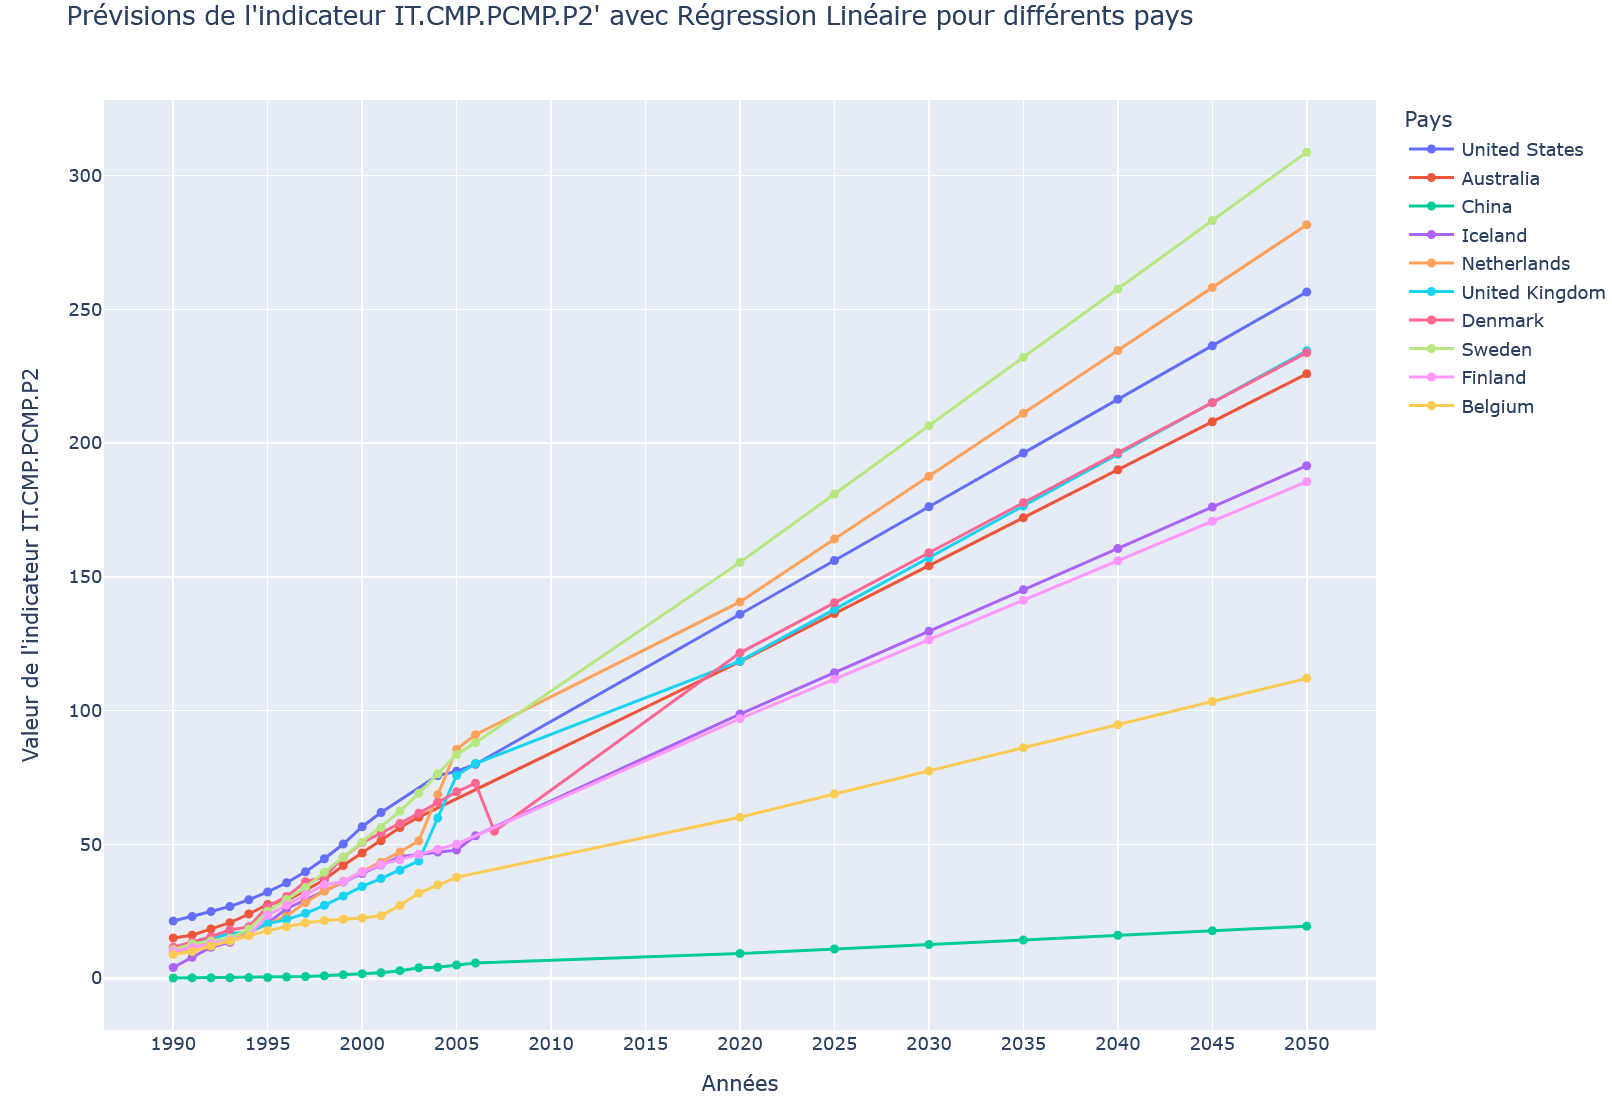 Prévisions de l'indicateur IT.CMP.PCMP.P2' avec Régression Linéaire pour différents pays
Pays
United States
Australia
China
Iceland
Netherlands
United Kingdom
Denmark
Sweden
Finland
Belgium
Valeur de l'indicateur IT.CMP.PCMP.P2
300
250
200
150
100
50
0
1990 1995 2000 2005 2010 2015 2020 2025 2030 2035 2040 2045 2050
Années